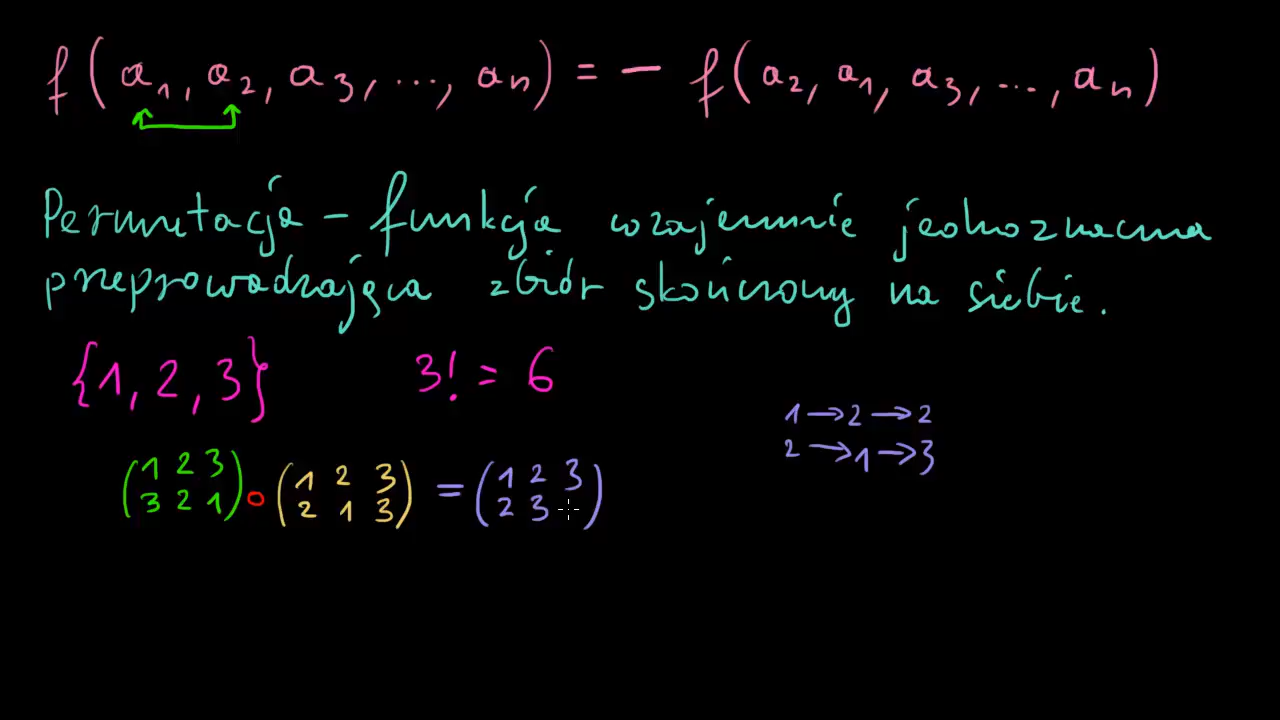 f(a₁, a₂, a₃, ..., aₙ) = − f(a₂, a₁, a₃, ..., aₙ)
Permutacja – funkcja wzajemnie jednoznaczna
przeprowadzająca zbiór skończony na siebie.
{1, 2, 3} 3! = 6
1 → 2 → 2
2 → 1 → 3
(1 2 3) ∘ (1 2 3) = (1 2 3)
(3 2 1) (2 1 3) (2 3 )